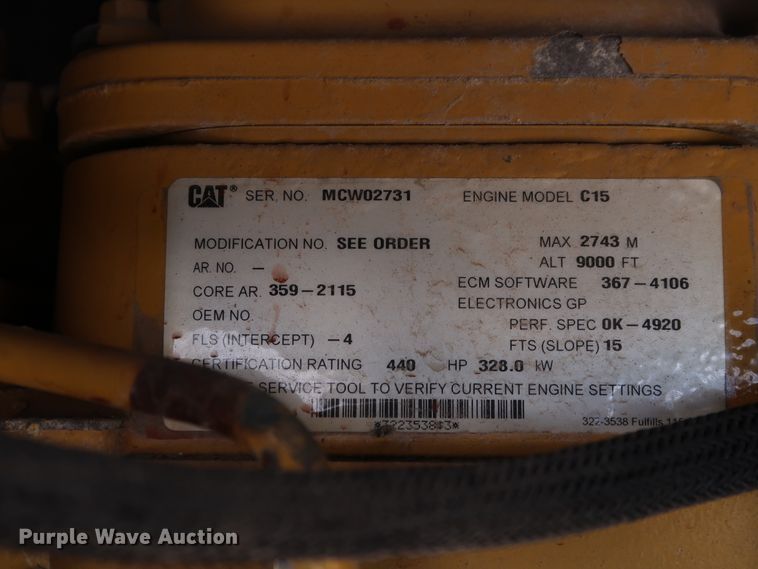 CAT® SER. NO. MCW02731 ENGINE MODEL C15
MODIFICATION NO. SEE ORDER MAX 2743 M
AR. NO. – ALT 9000 FT
CORE AR. 359-2115 ECM SOFTWARE 367-4106
OEM NO. ELECTRONICS GP
PERF. SPEC 0K-4920
FLS (INTERCEPT) -4 FTS (SLOPE) 15
CERTIFICATION RATING 440 HP 328.0 kW
SERVICE TOOL TO VERIFY CURRENT ENGINE SETTINGS
322-3538 Fulfills
Purple Wave Auction